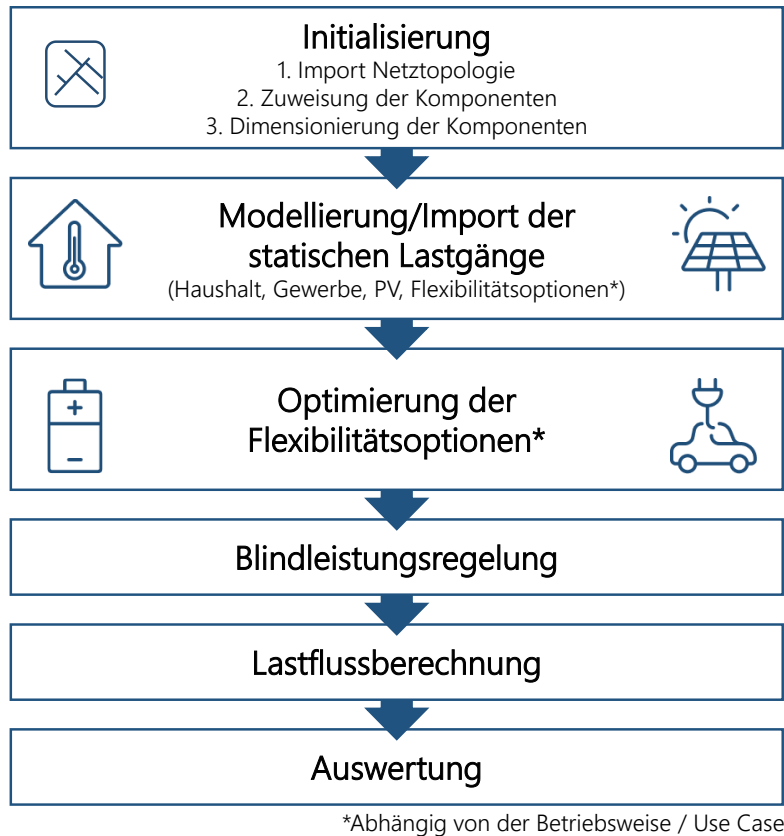 Initialisierung
1. Import Netztopologie
2. Zuweisung der Komponenten
3. Dimensionierung der Komponenten
Modellierung/Import der
statischen Lastgänge
(Haushalt, Gewerbe, PV, Flexibilitätsoptionen*)
Optimierung der
Flexibilitätsoptionen*
Blindleistungsregelung
Lastflussberechnung
Auswertung
*Abhängig von der Betriebsweise / Use Case